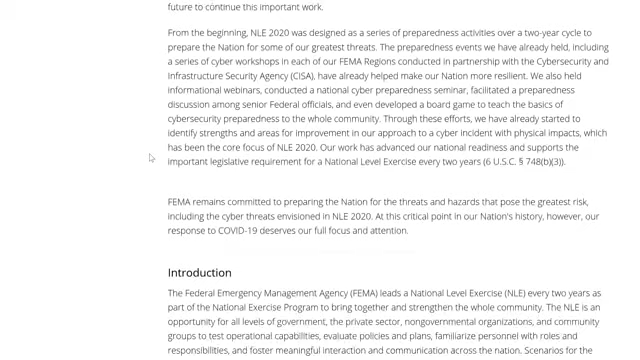 future to continue this important work.
From the beginning, NLE 2020 was designed as a series of preparedness activities over a two-year cycle to
prepare the Nation for some of our greatest threats. The preparedness events we have already held, including
a series of cyber workshops in each of our FEMA Regions conducted in partnership with the Cybersecurity and
Infrastructure Security Agency (CISA), have already helped make our Nation more resilient. We also held
informational webinars, conducted a national cyber preparedness seminar, facilitated a preparedness
discussion among senior Federal officials, and even developed a board game to teach the basics of
cybersecurity preparedness to the whole community. Through these efforts, we have already started to
identify strengths and areas for improvement in our approach to a cyber incident with physical impacts, which
has been the core focus of NLE 2020. Our work has advanced our national readiness and supports the
important legislative requirement for a National Level Exercise every two years (6 U.S.C. § 748(b)(3)).
FEMA remains committed to preparing the Nation for the threats and hazards that pose the greatest risk,
including the cyber threats envisioned in NLE 2020. At this critical point in our Nation's history, however, our
response to COVID-19 deserves our full focus and attention.
Introduction
The Federal Emergency Management Agency (FEMA) leads a National Level Exercise (NLE) every two years as
part of the National Exercise Program to bring together and strengthen the whole community. The NLE is an
opportunity for all levels of government, the private sector, nongovernmental organizations, and community
groups to test operational capabilities, evaluate policies and plans, familiarize personnel with roles and
responsibilities, and foster meaningful interaction and communication across the nation. Scenarios for the